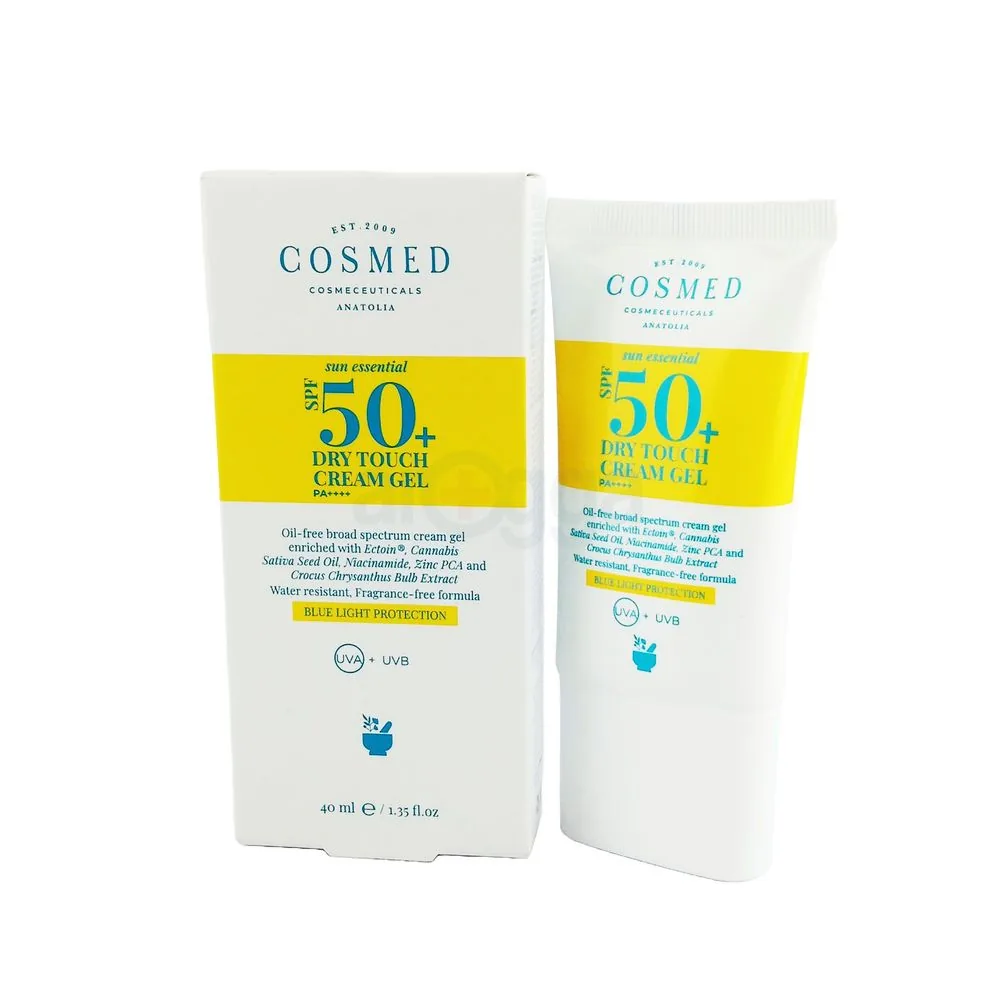 EST. 2009
COSMED
COSMECEUTICALS
ANATOLIA
sun essential
SPF
50+
DRY TOUCH
CREAM GEL
PA++++
Oil-free broad spectrum cream gel
enriched with Ectoin®, Cannabis
Sativa Seed Oil, Niacinamide, Zinc PCA and
Crocus Chrysanthus Bulb Extract
Water resistant, Fragrance-free formula
BLUE LIGHT PROTECTION
UVA + UVB
40 ml ℮ / 1.35 fl.oz
EST. 2009
COSMED
COSMECEUTICALS
ANATOLIA
sun essential
SPF
50+
DRY TOUCH
CREAM GEL
PA++++
Oil-free broad spectrum cream gel
enriched with Ectoin®, Cannabis
Sativa Seed Oil, Niacinamide, Zinc PCA and
Crocus Chrysanthus Bulb Extract
Water resistant, Fragrance-free formula
BLUE LIGHT PROTECTION
UVA + UVB